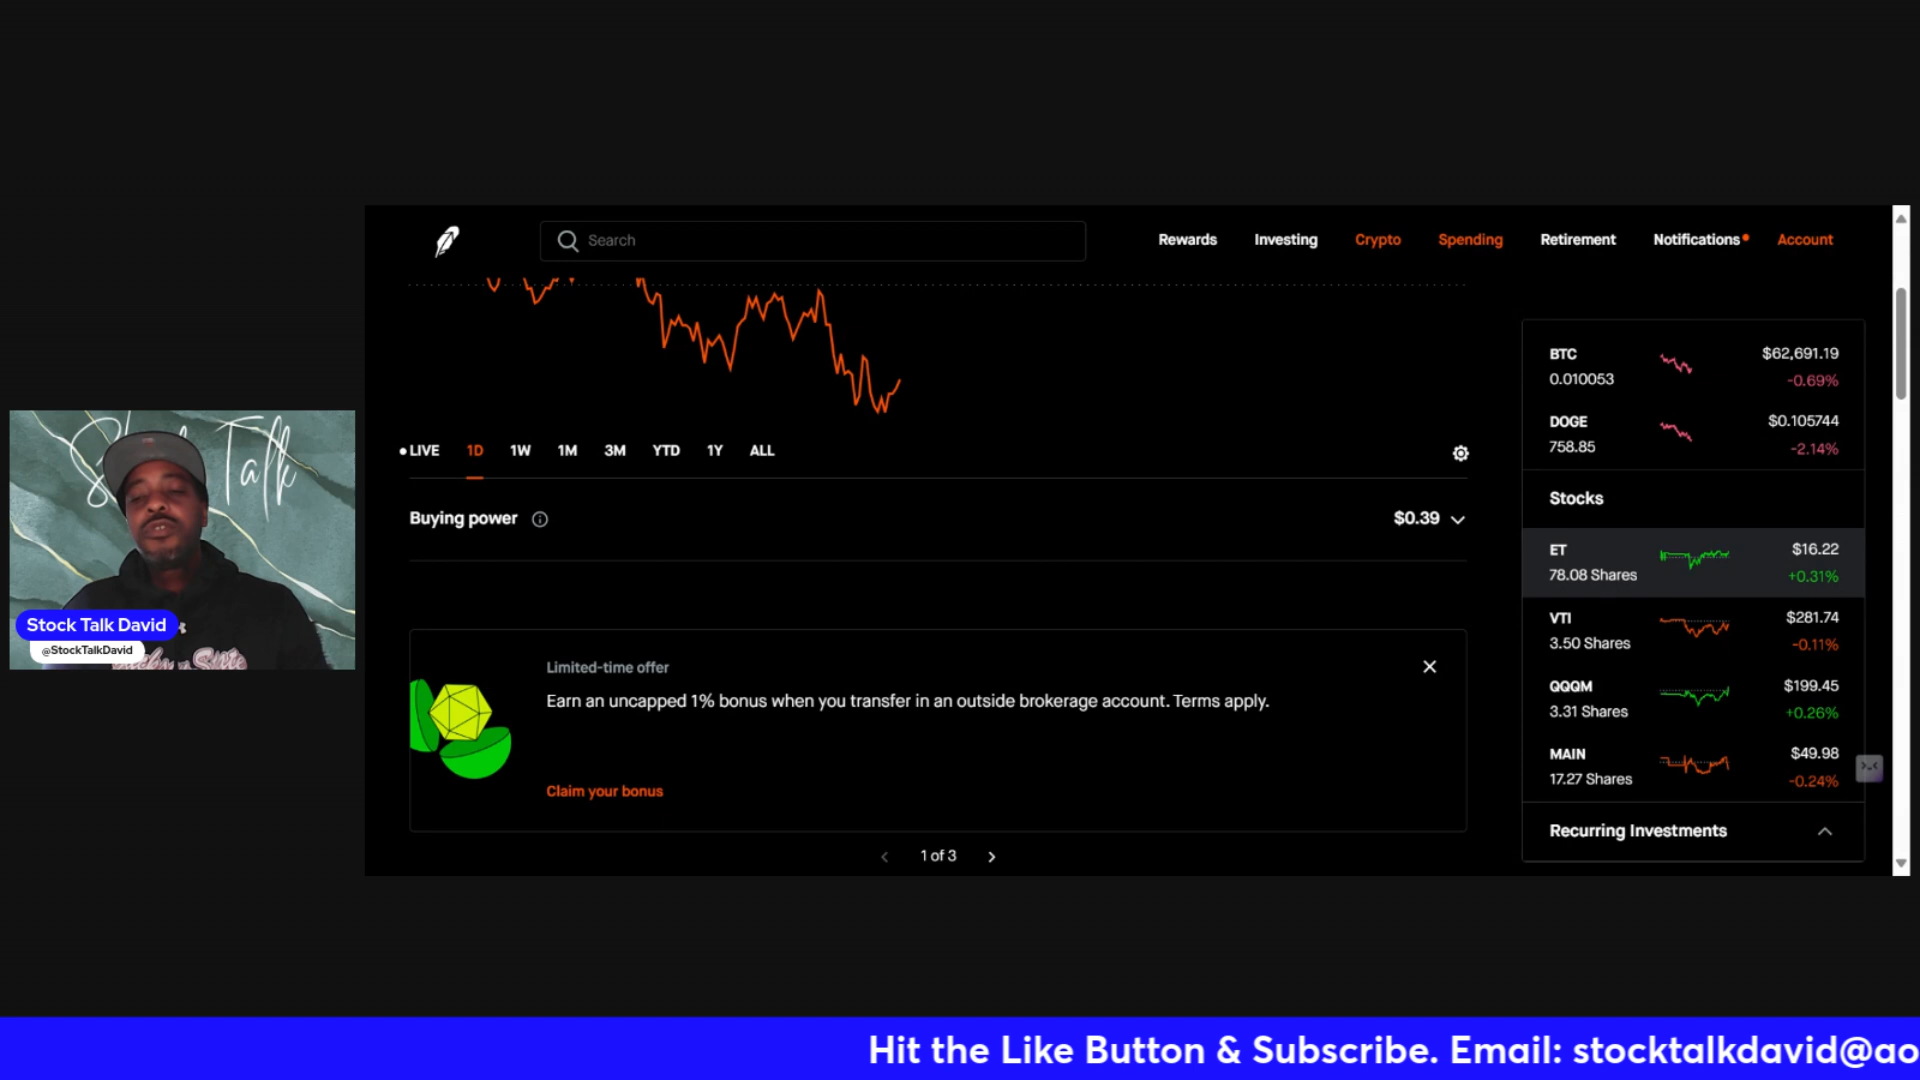 Search
Rewards
Investing
Crypto
Spending
Retirement
Notifications
Account
LIVE
1D
1W
1M
3M
YTD
1Y
ALL
Buying power
$0.39
Limited-time offer
Earn an uncapped 1% bonus when you transfer in an outside brokerage account. Terms apply.
Claim your bonus
1 of 3
BTC
$62,691.19
0.010053
-0.69%
DOGE
$0.105744
758.85
-2.14%
Stocks
ET
$16.22
78.08 Shares
+0.31%
VTI
$281.74
3.50 Shares
-0.11%
QQQM
$199.45
3.31 Shares
+0.26%
MAIN
$49.98
17.27 Shares
-0.24%
Recurring Investments
Talk
Stock Talk David
@StockTalkDavid
Hit the Like Button & Subscribe. Email: stocktalkdavid@ao